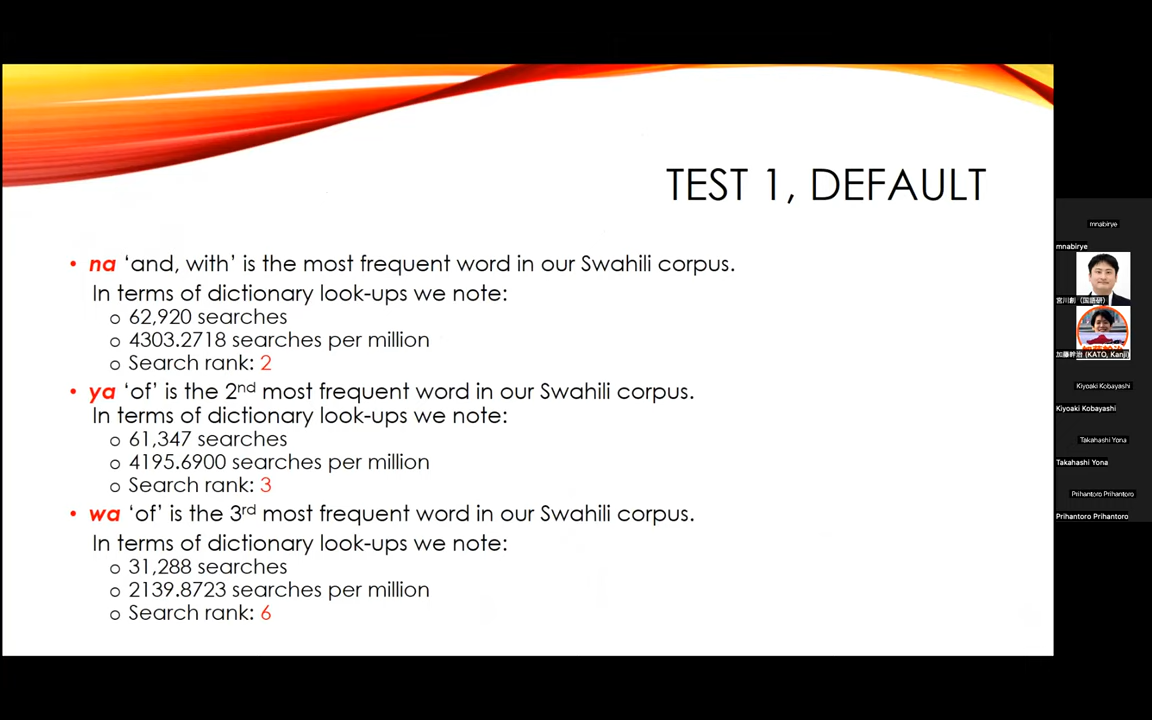 TEST 1, DEFAULT
• na ‘and, with’ is the most frequent word in our Swahili corpus.
In terms of dictionary look-ups we note:
o 62,920 searches
o 4303.2718 searches per million
o Search rank: 2
• ya ‘of’ is the 2nd most frequent word in our Swahili corpus.
In terms of dictionary look-ups we note:
o 61,347 searches
o 4195.6900 searches per million
o Search rank: 3
• wa ‘of’ is the 3rd most frequent word in our Swahili corpus.
In terms of dictionary look-ups we note:
o 31,288 searches
o 2139.8723 searches per million
o Search rank: 6
mnabirye
mnabirye
宮川創（国語研）
加藤幹治 (KATO, Kanji)
Kiyoaki Kobayashi
Kiyoaki Kobayashi
Takahashi Yona
Takahashi Yona
Prihantoro Prihantoro
Prihantoro Prihantoro